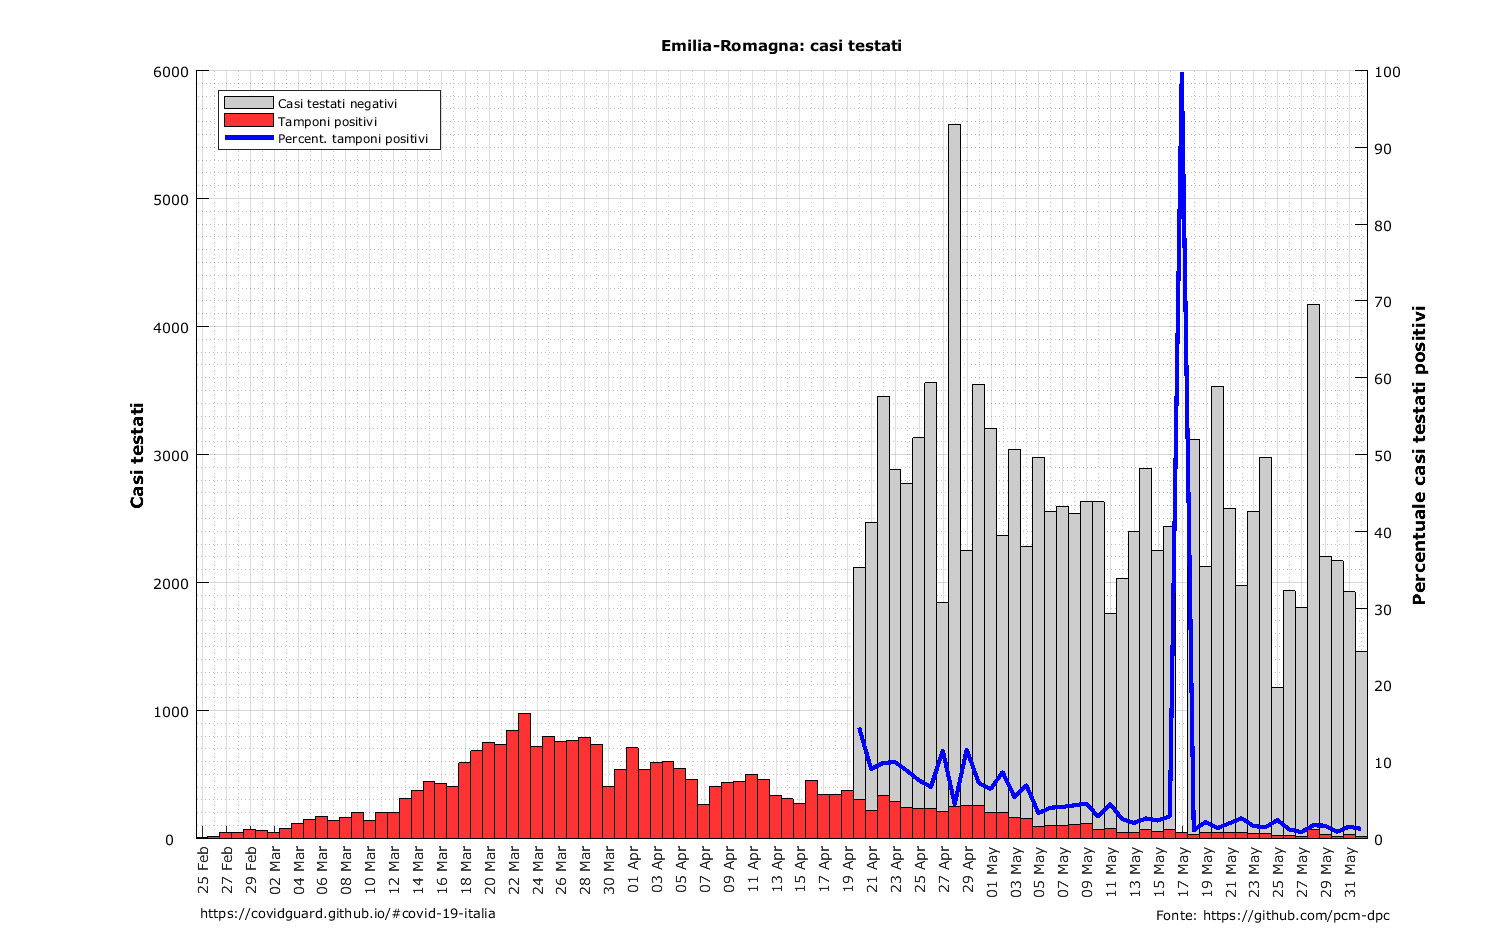 Emilia-Romagna: casi testati
Casi testati negativi
Tamponi positivi
Percent. tamponi positivi
Casi testati
6000
5000
4000
3000
2000
1000
0
100
90
80
70
60
50
40
30
20
10
0
Percentuale casi testati positivi
25 Feb
27 Feb
29 Feb
02 Mar
04 Mar
06 Mar
08 Mar
10 Mar
12 Mar
14 Mar
16 Mar
18 Mar
20 Mar
22 Mar
24 Mar
26 Mar
28 Mar
30 Mar
01 Apr
03 Apr
05 Apr
07 Apr
09 Apr
11 Apr
13 Apr
15 Apr
17 Apr
19 Apr
21 Apr
23 Apr
25 Apr
27 Apr
29 Apr
01 May
03 May
05 May
07 May
09 May
11 May
13 May
15 May
17 May
19 May
21 May
23 May
25 May
27 May
29 May
31 May
https://covidguard.github.io/#covid-19-italia
Fonte: https://github.com/pcm-dpc